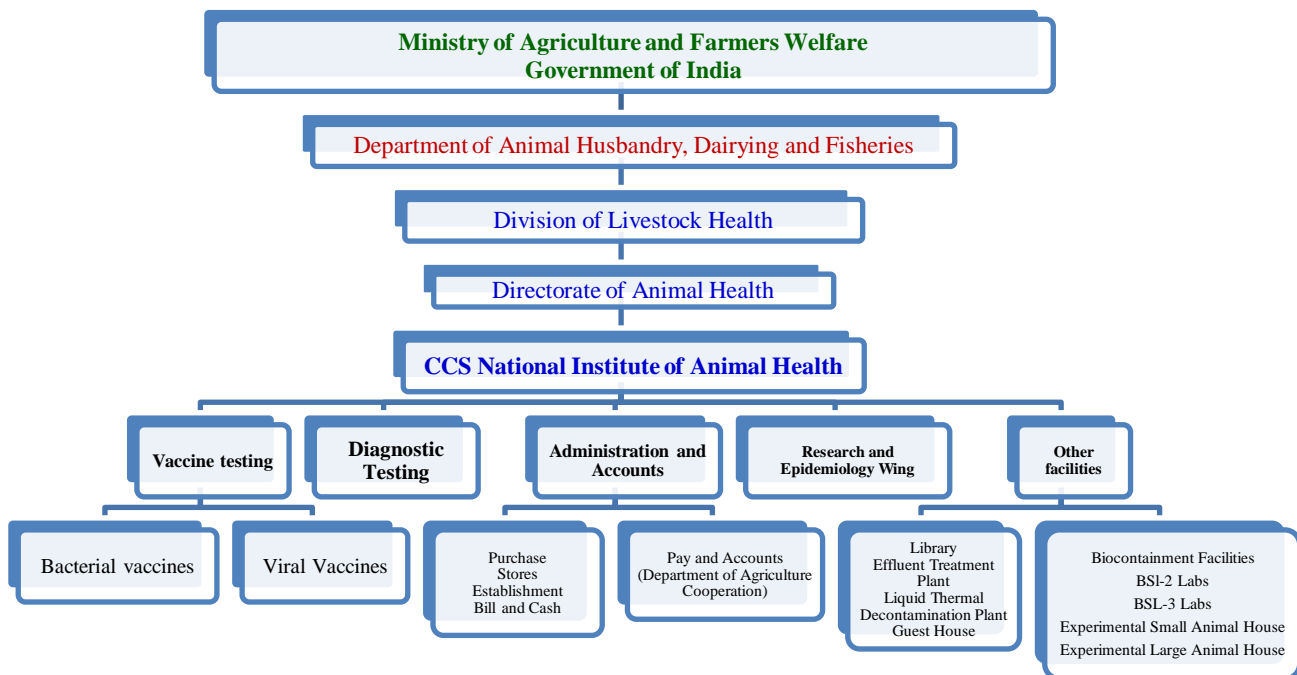 Ministry of Agriculture and Farmers Welfare
Government of India
Department of Animal Husbandry, Dairying and Fisheries
Division of Livestock Health
Directorate of Animal Health
CCS National Institute of Animal Health
Vaccine testing
Diagnostic
Testing
Administration and
Accounts
Research and
Epidemiology Wing
Other
facilities
Bacterial vaccines
Viral Vaccines
Purchase
Stores
Establishment
Bill and Cash
Pay and Accounts
(Department of Agriculture
Cooperation)
Library
Effluent Treatment
Plant
Liquid Thermal
Decontamination Plant
Guest House
Biocontainment Facilities
BSl-2 Labs
BSL-3 Labs
Experimental Small Animal House
Experimental Large Animal House